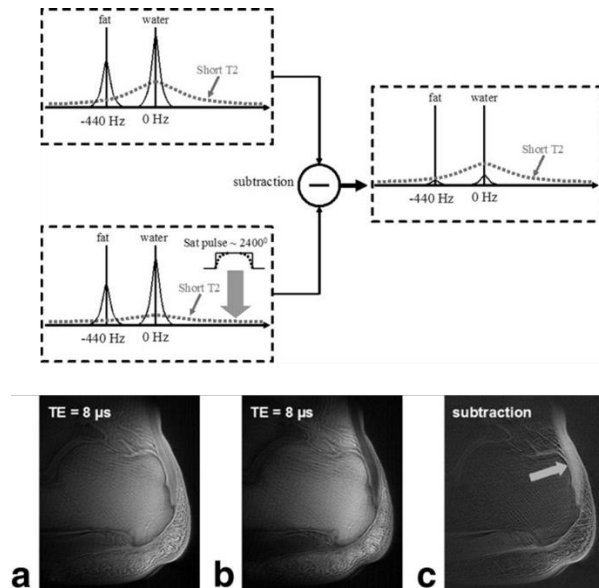 fat water
Short T2
-440 Hz 0 Hz
subtraction
fat water
Short T2
-440 Hz 0 Hz
fat water Sat pulse ~ 2400⁰
Short T2
-440 Hz
0 Hz
TE = 8 µs
TE = 8 µs
subtraction
a
b
c